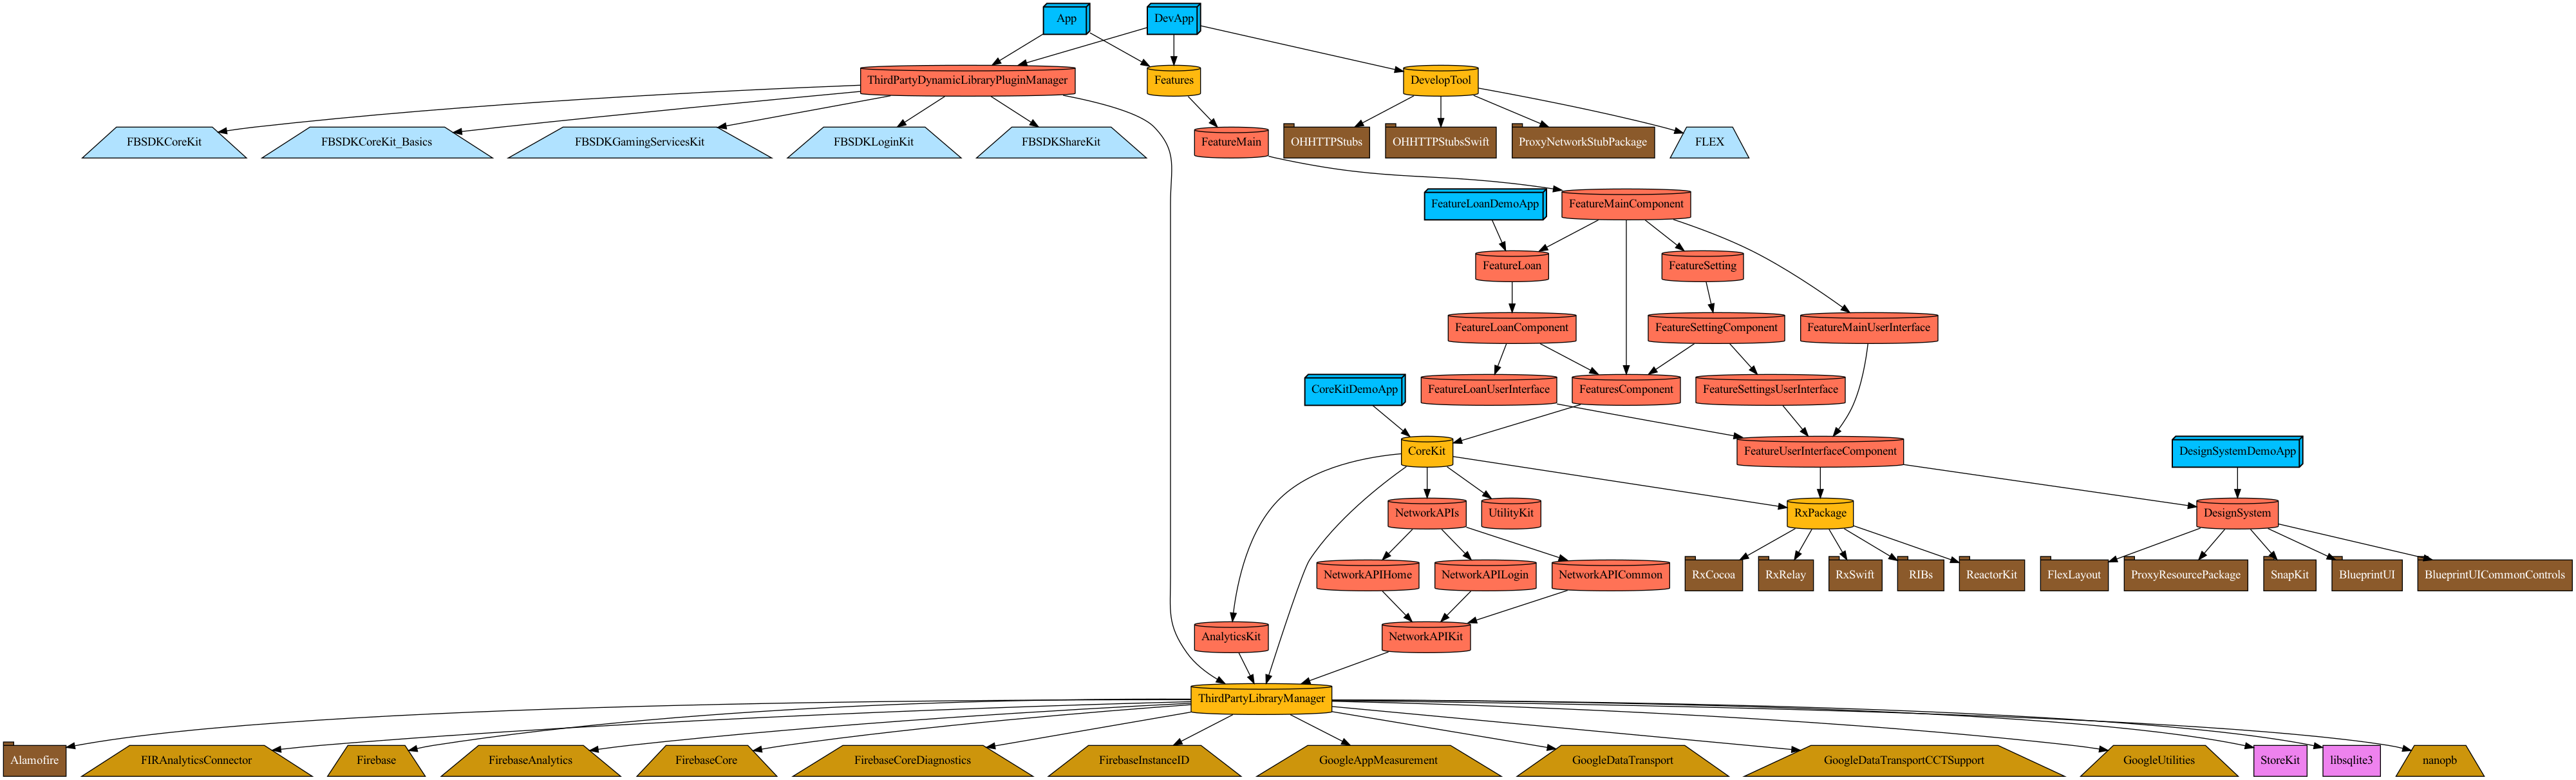 App
DevApp
ThirdPartyDynamicLibraryPluginManager
Features
DevelopTool
FBSDKCoreKit
FBSDKCoreKit_Basics
FBSDKGamingServicesKit
FBSDKLoginKit
FBSDKShareKit
FeatureMain
OHHTTPStubs
OHHTTPStubsSwift
ProxyNetworkStubPackage
FLEX
FeatureLoanDemoApp
FeatureMainComponent
FeatureLoan
FeatureSetting
FeatureLoanComponent
FeatureSettingComponent
FeatureMainUserInterface
CoreKitDemoApp
FeatureLoanUserInterface
FeaturesComponent
FeatureSettingsUserInterface
CoreKit
FeatureUserInterfaceComponent
DesignSystemDemoApp
NetworkAPIs
UtilityKit
RxPackage
DesignSystem
NetworkAPIHome
NetworkAPILogin
NetworkAPICommon
RxCocoa
RxRelay
RxSwift
RIBs
ReactorKit
FlexLayout
ProxyResourcePackage
SnapKit
BlueprintUI
BlueprintUICommonControls
AnalyticsKit
NetworkAPIKit
ThirdPartyLibraryManager
Alamofire
FIRAnalyticsConnector
Firebase
FirebaseAnalytics
FirebaseCore
FirebaseCoreDiagnostics
FirebaseInstanceID
GoogleAppMeasurement
GoogleDataTransport
GoogleDataTransportCCTSupport
GoogleUtilities
StoreKit
libsqlite3
nanopb